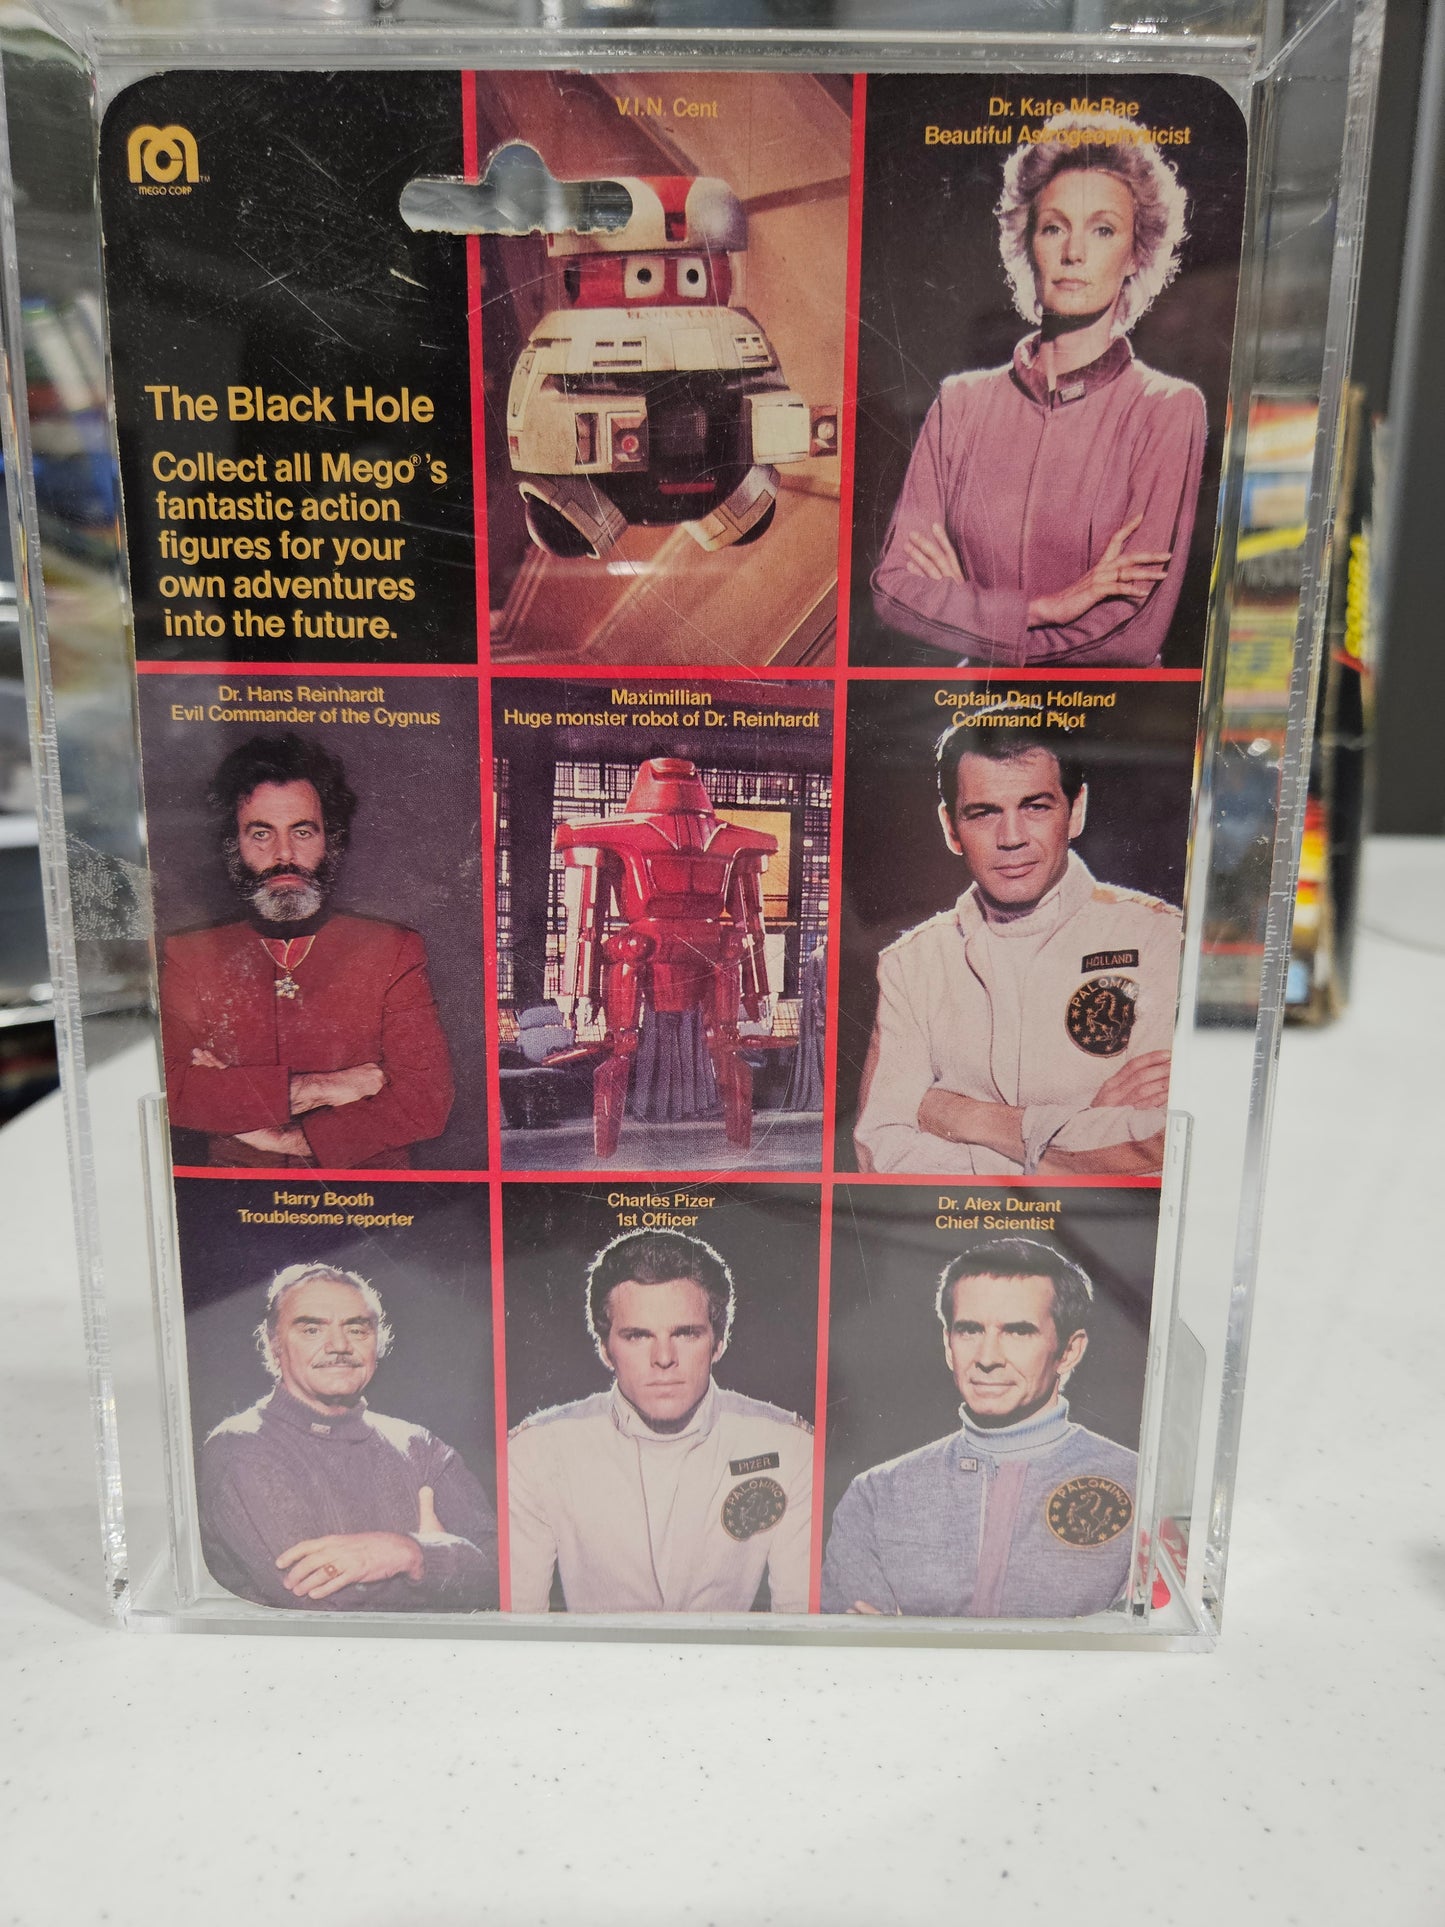 MEGO CORP
TM
The Black Hole
Collect all Mego®'s
fantastic action
figures for your
own adventures
into the future.
V.I.N. Cent
Dr. Kate McRae
Beautiful Astrogeophysicist
Dr. Hans Reinhardt
Evil Commander of the Cygnus
Maximillian
Huge monster robot of Dr. Reinhardt
Captain Dan Holland
Command Pilot
HOLLAND
PALOMINO
Harry Booth
Troublesome reporter
Charles Pizer
1st Officer
PIZER
PALOMINO
Dr. Alex Durant
Chief Scientist
PALOMINO